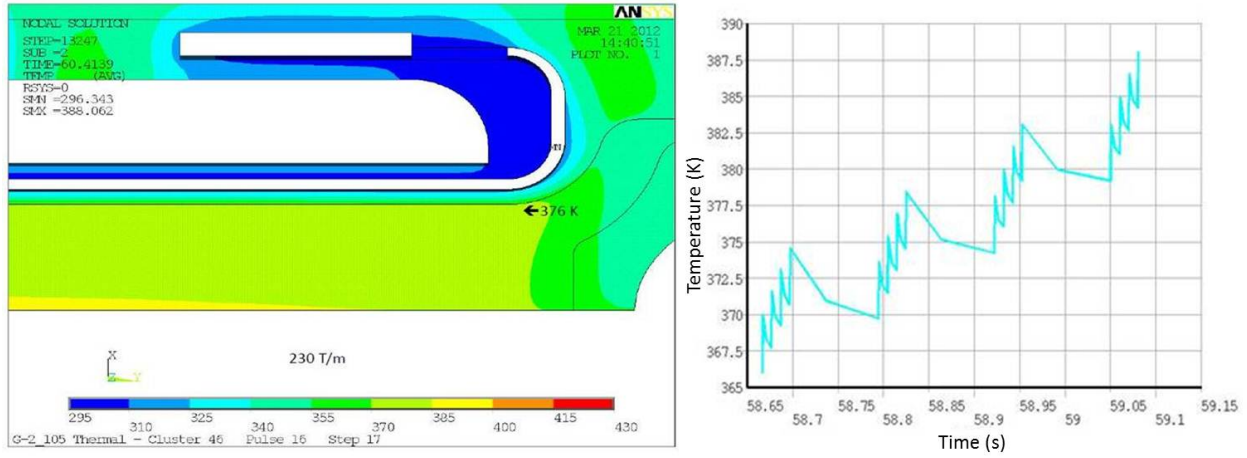 NODAL SOLUTION
STEP=13247
SUB =2
TIME=60.4139
TEMP (AVG)
RSYS=0
SMN =296.343
SMX =388.062
ANSYS
MAR 21 2012
14:40:51
PLOT NO. 1
MN
←376 K
230 T/m
X
Z Y
295 325 355 385 415
310 340 370 400 430
G-2_105 Thermal - Cluster 46 Pulse 16 Step 17
Temperature (K)
390
387.5
385
382.5
380
377.5
375
372.5
370
367.5
365
58.65 58.75 58.85 58.95 59.05 59.15
58.7 58.8 58.9 59 59.1
Time (s)